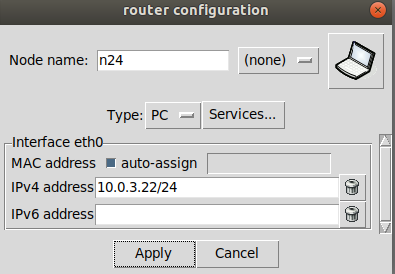 router configuration
Node name: n24 (none)
Type: PC Services...
Interface eth0
MAC address auto-assign
IPv4 address 10.0.3.22/24
IPv6 address
Apply Cancel